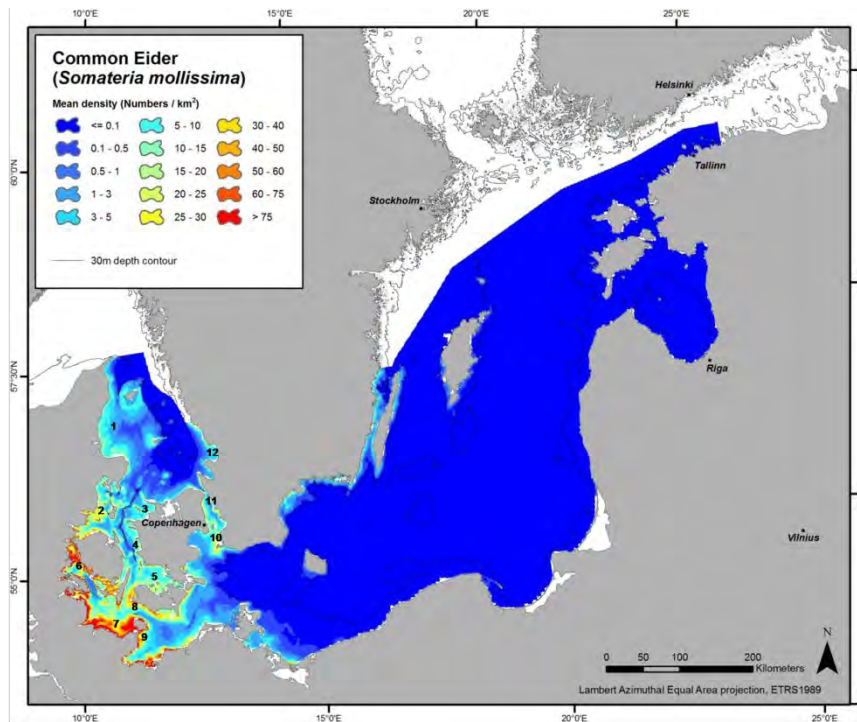 10°0'E
15°0'E
20°0'E
25°0'E
Common Eider
(Somateria mollissima)
Mean density (Numbers / km²)
<= 0.1
5 - 10
30 - 40
0.1 - 0.5
10 - 15
40 - 50
0.5 - 1
15 - 20
50 - 60
1 - 3
20 - 25
60 - 75
3 - 5
25 - 30
> 75
30m depth contour
Helsinki
Tallinn
60°0'N
Stockholm
57°30'N
Riga
1
12
2
3
11
Copenhagen
10
4
Vilnius
6
5
55°0'N
8
7
9
N
0
50
100
200
Kilometers
Lambert Azimuthal Equal Area projection, ETRS1989
10°0'E
15°0'E
20°0'E
25°0'E